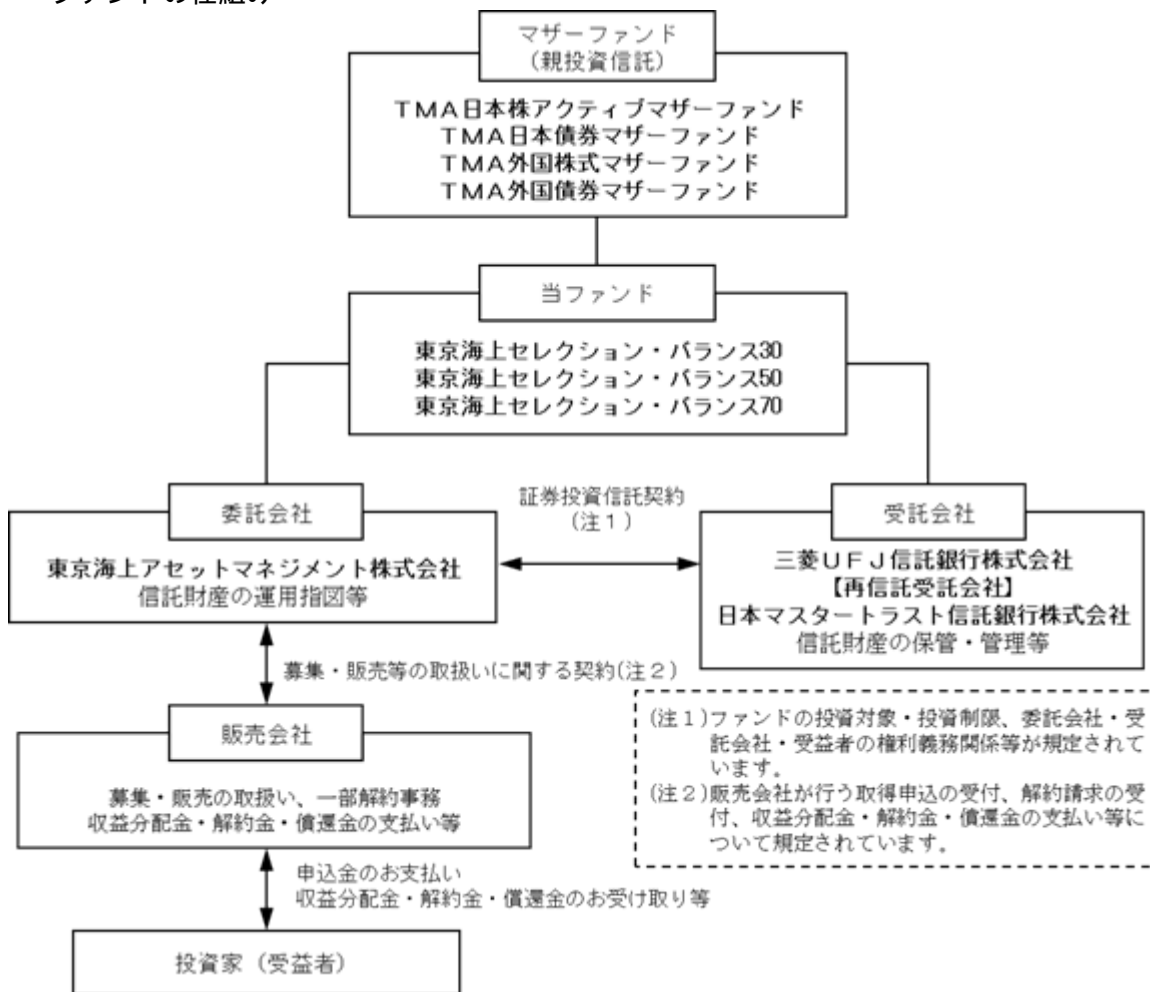 ファンドの仕組み
マザーファンド
(親投資信託)
TMA日本株アクティブマザーファンド
TMA日本債券マザーファンド
TMA外国株式マザーファンド
TMA外国債券マザーファンド
当ファンド
東京海上セレクション・バランス30
東京海上セレクション・バランス50
東京海上セレクション・バランス70
委託会社
東京海上アセットマネジメント株式会社
信託財産の運用指図等
証券投資信託契約
(注1)
受託会社
三菱UFJ信託銀行株式会社
【再信託受託会社】
日本マスタートラスト信託銀行株式会社
信託財産の保管・管理等
募集・販売等の取扱いに関する契約(注2)
販売会社
募集・販売の取扱い、一部解約事務
収益分配金・解約金・償還金の支払い等
(注1)ファンドの投資対象・投資制限、委託会社・受
託会社・受益者の権利義務関係等が規定されて
います。
(注2)販売会社が行う取得申込の受付、解約請求の受
付、収益分配金・解約金・償還金の支払い等に
ついて規定されています。
申込金のお支払い
収益分配金・解約金・償還金のお受け取り等
投資家(受益者)